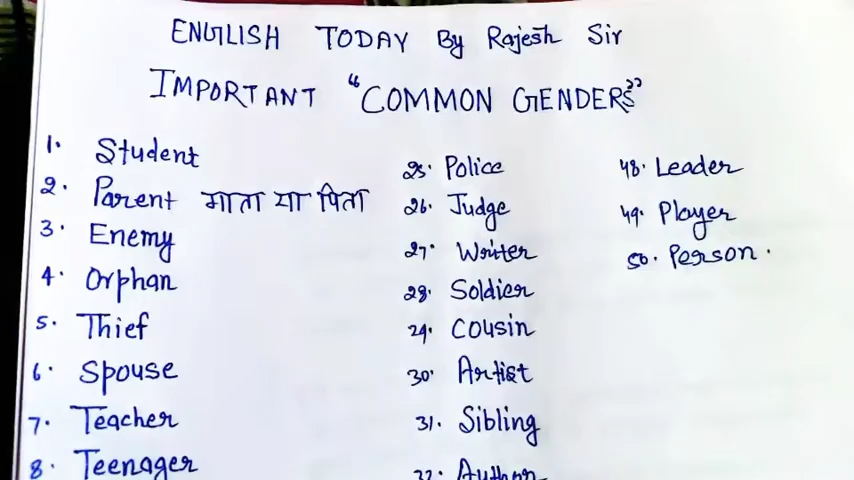 ENGLISH TODAY By Rajesh Sir
IMPORTANT "COMMON GENDERS"
1. Student
2. Parent माता या पिता
3. Enemy
4. Orphan
5. Thief
6. Spouse
7. Teacher
8. Teenager
25. Police
26. Judge
27. Writer
28. Soldier
29. Cousin
30. Artist
31. Sibling
32. Author
48. Leader
49. Player
50. Person.